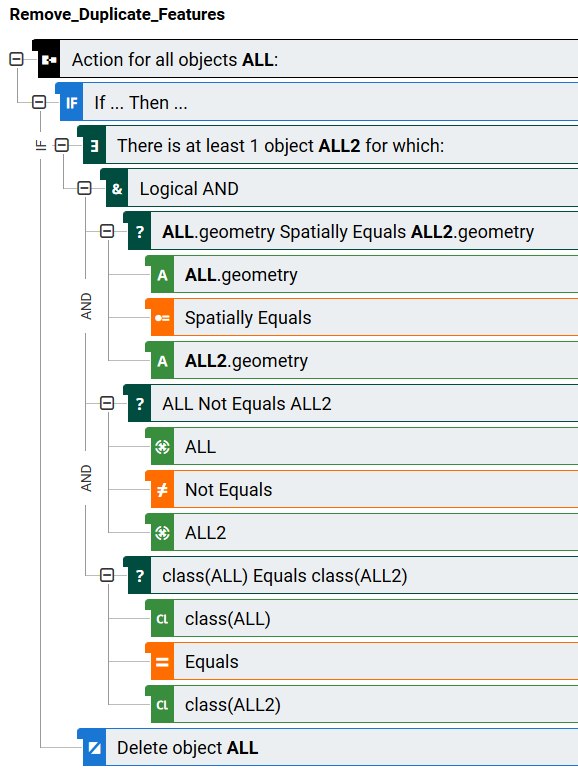 Remove_Duplicate_Features
Action for all objects ALL:
IF If ... Then ...
IF
∃ There is at least 1 object ALL2 for which:
& Logical AND
? ALL.geometry Spatially Equals ALL2.geometry
A ALL.geometry
AND
Spatially Equals
A ALL2.geometry
? ALL Not Equals ALL2
ALL
AND
≠ Not Equals
ALL2
? class(ALL) Equals class(ALL2)
CL class(ALL)
= Equals
CL class(ALL2)
Delete object ALL